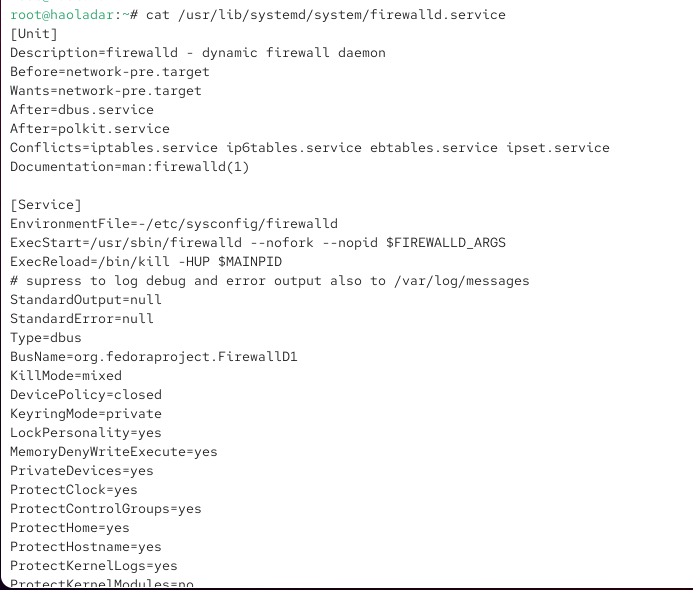 root@haoladar:~# cat /usr/lib/systemd/system/firewalld.service
[Unit]
Description=firewalld - dynamic firewall daemon
Before=network-pre.target
Wants=network-pre.target
After=dbus.service
After=polkit.service
Conflicts=iptables.service ip6tables.service ebtables.service ipset.service
Documentation=man:firewalld(1)

[Service]
EnvironmentFile=-/etc/sysconfig/firewalld
ExecStart=/usr/sbin/firewalld --nofork --nopid $FIREWALLD_ARGS
ExecReload=/bin/kill -HUP $MAINPID
# supress to log debug and error output also to /var/log/messages
StandardOutput=null
StandardError=null
Type=dbus
BusName=org.fedoraproject.FirewallD1
KillMode=mixed
DevicePolicy=closed
KeyringMode=private
LockPersonality=yes
MemoryDenyWriteExecute=yes
PrivateDevices=yes
ProtectClock=yes
ProtectControlGroups=yes
ProtectHome=yes
ProtectHostname=yes
ProtectKernelLogs=yes
ProtectKernelModules=no